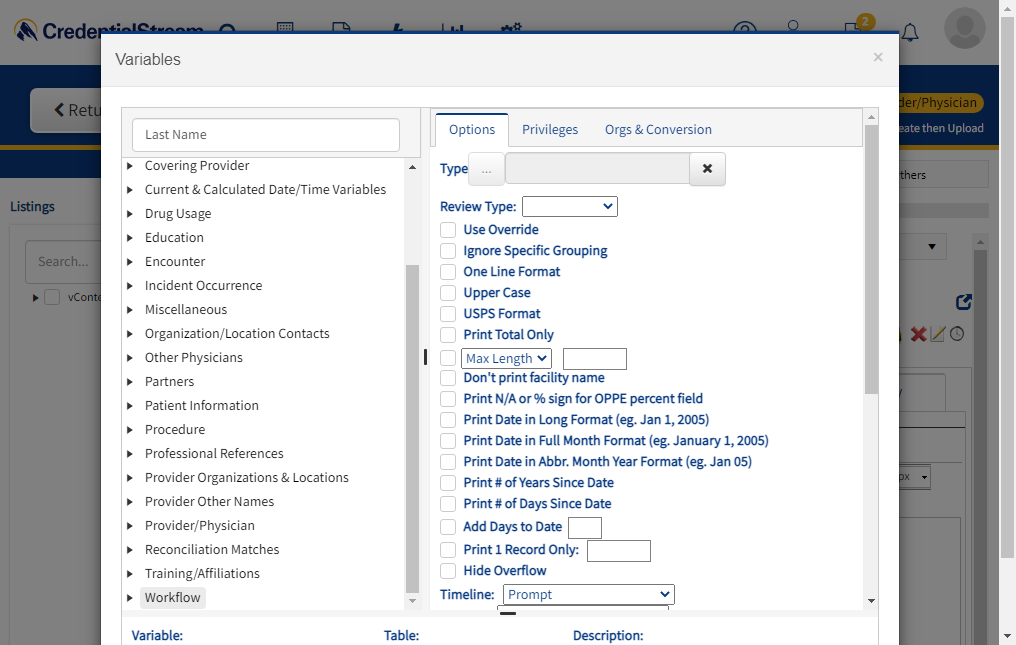 CredentialStream
2
Variables
×
Retu
der/Physician
eate then Upload
thers
Listings
Search...
vConte
px
Last Name
Covering Provider
Current & Calculated Date/Time Variables
Drug Usage
Education
Encounter
Incident Occurrence
Miscellaneous
Organization/Location Contacts
Other Physicians
Partners
Patient Information
Procedure
Professional References
Provider Organizations & Locations
Provider Other Names
Provider/Physician
Reconciliation Matches
Training/Affiliations
Workflow
Options Privileges Orgs & Conversion
Type ...
Review Type:
Use Override
Ignore Specific Grouping
One Line Format
Upper Case
USPS Format
Print Total Only
Max Length
Don't print facility name
Print N/A or % sign for OPPE percent field
Print Date in Long Format (eg. Jan 1, 2005)
Print Date in Full Month Format (eg. January 1, 2005)
Print Date in Abbr. Month Year Format (eg. Jan 05)
Print # of Years Since Date
Print # of Days Since Date
Add Days to Date
Print 1 Record Only:
Hide Overflow
Timeline: Prompt
Variable: Table: Description: